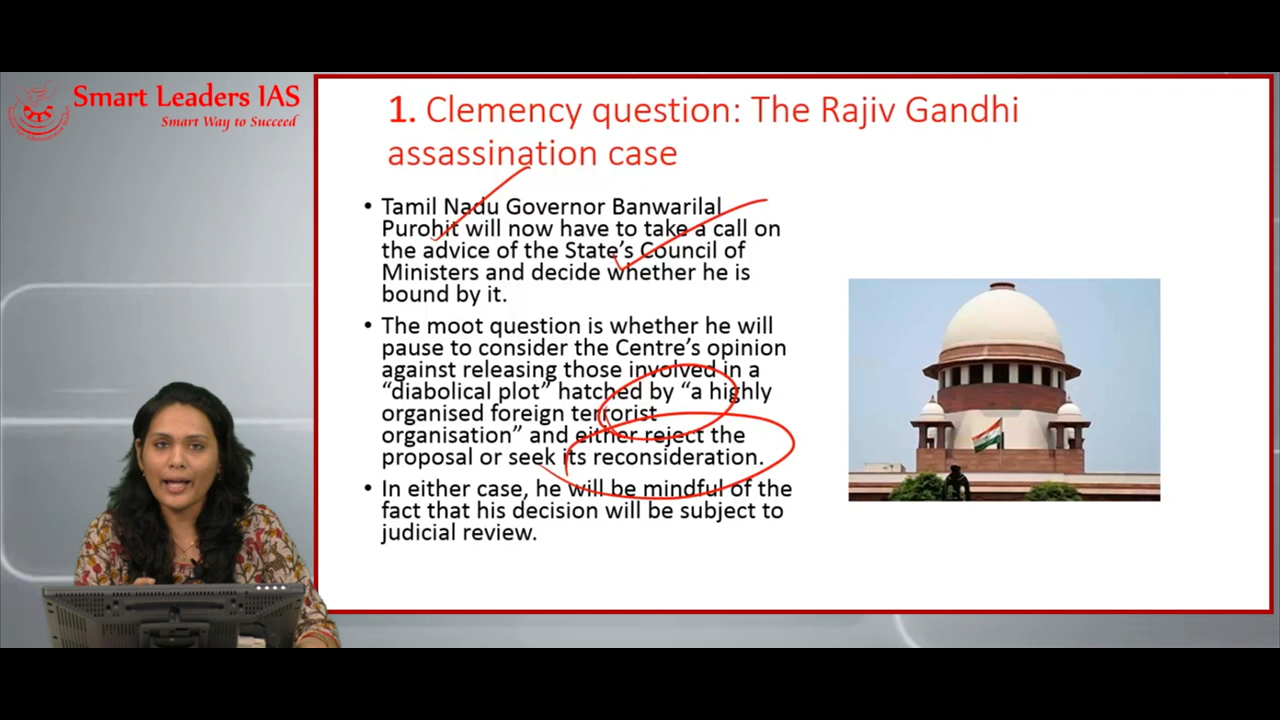 Smart Leaders IAS
Smart Way to Succeed
1. Clemency question: The Rajiv Gandhi
assassination case
• Tamil Nadu Governor Banwarilal
Purohit will now have to take a call on
the advice of the State’s Council of
Ministers and decide whether he is
bound by it.
• The moot question is whether he will
pause to consider the Centre’s opinion
against releasing those involved in a
“diabolical plot” hatched by “a highly
organised foreign terrorist
organisation” and either reject the
proposal or seek its reconsideration.
• In either case, he will be mindful of the
fact that his decision will be subject to
judicial review.